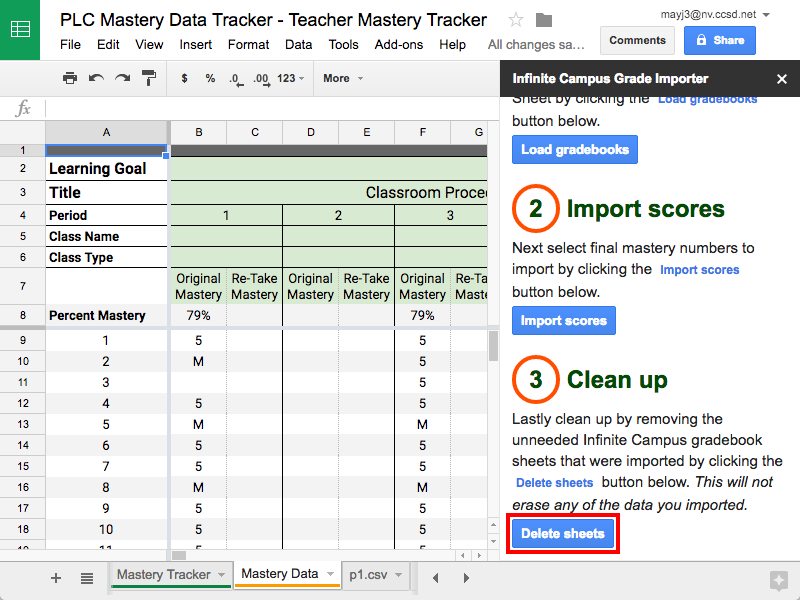 PLC Mastery Data Tracker - Teacher Mastery Tracker
mayj3@nv.ccsd.net
File Edit View Insert Format Data Tools Add-ons Help All changes sa…
Comments
Share
$ % .0 .00 123 More
Infinite Campus Grade Importer
fx
A B C D E F G
1
2 Learning Goal
3 Title Classroom Proce
4 Period 1 2 3
5 Class Name
6 Class Type
7 Original Re-Take Original Re-Take Original Re-Ta
Mastery Mastery Mastery Mastery Mastery Maste
8 Percent Mastery 79% 79%
9 1 5 5
10 2 M 5
11 3 5
12 4 5 5
13 5 M M
14 6 5 5
15 7 5 5
16 8 M M
17 9 5 5
18 10 5 5
Sheet by clicking the Load gradebooks
button below.
Load gradebooks
2 Import scores
Next select final mastery numbers to
import by clicking the Import scores
button below.
Import scores
3 Clean up
Lastly clean up by removing the
unneeded Infinite Campus gradebook
sheets that were imported by clicking the
Delete sheets button below. This will not
erase any of the data you imported.
Delete sheets
Mastery Tracker Mastery Data p1.csv